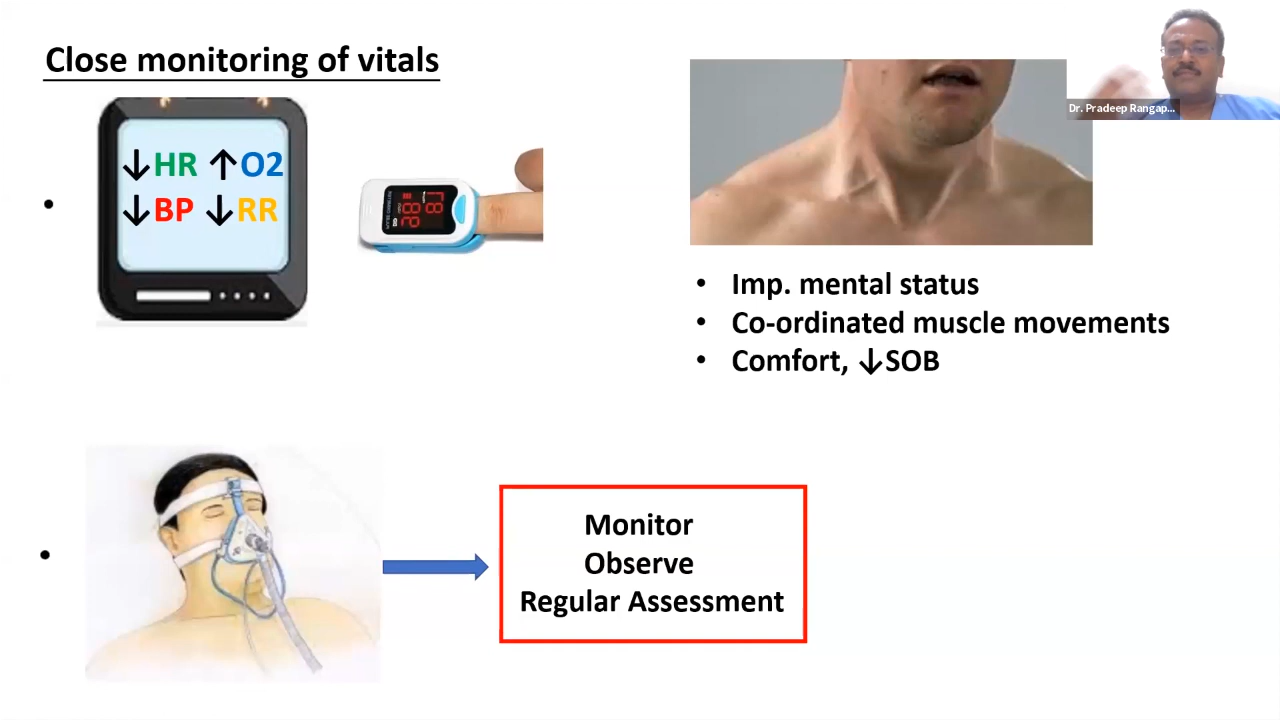 Close monitoring of vitals
↓HR ↑O2
↓BP ↓RR
Dr. Pradeep Rangap...
• Imp. mental status
• Co-ordinated muscle movements
• Comfort, ↓SOB
Monitor
Observe
Regular Assessment